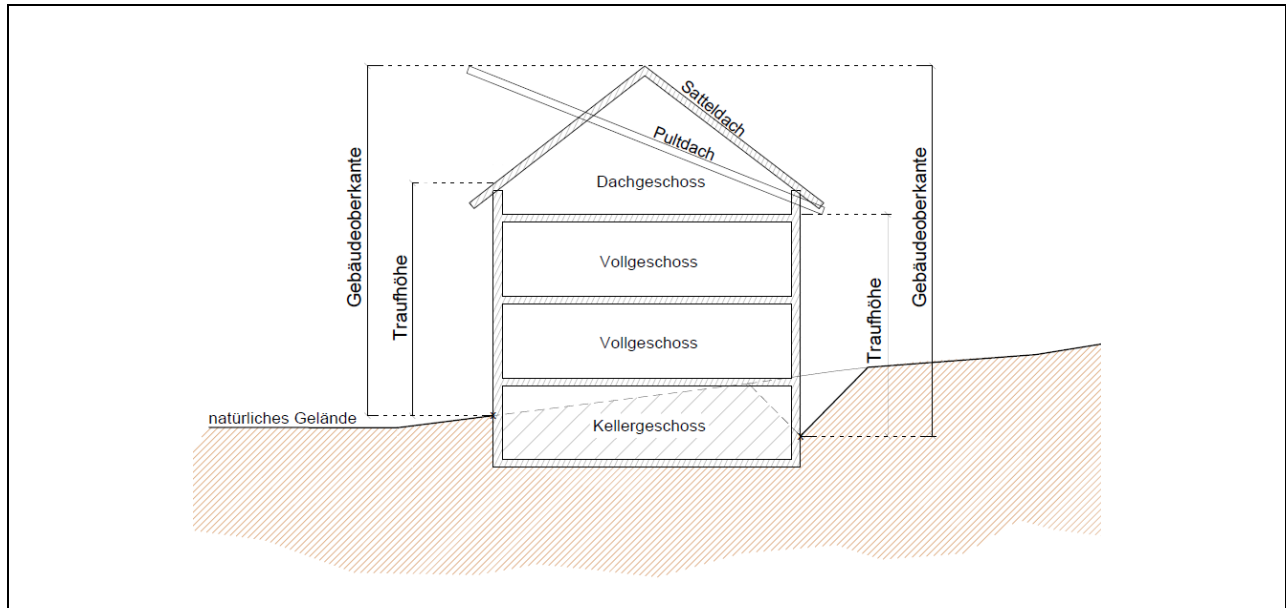 Satteldach
Pultdach
Dachgeschoss
Gebäudeoberkante
Traufhöhe
Vollgeschoss
Vollgeschoss
Traufhöhe
Gebäudeoberkante
natürliches Gelände
Kellergeschoss